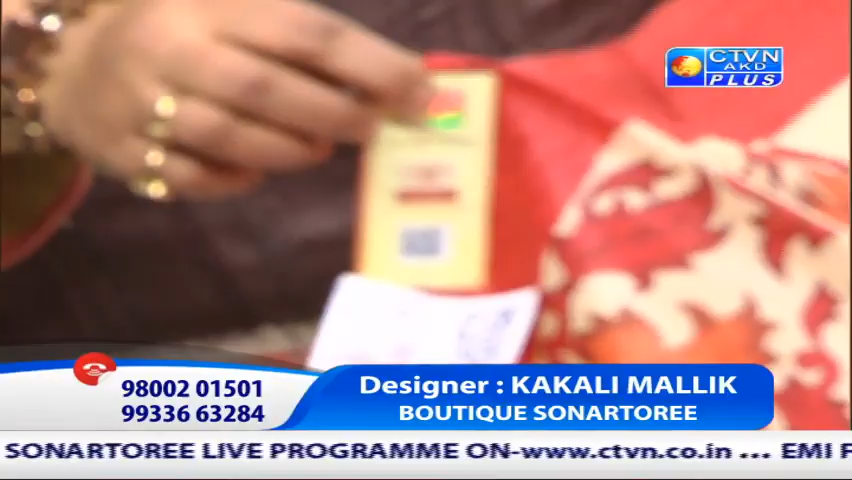 CTVN
AKD
PLUS
98002 01501
99336 63284
Designer : KAKALI MALLIK
BOUTIQUE SONARTOREE
SONARTOREE LIVE PROGRAMME ON-www.ctvn.co.in ... EMI